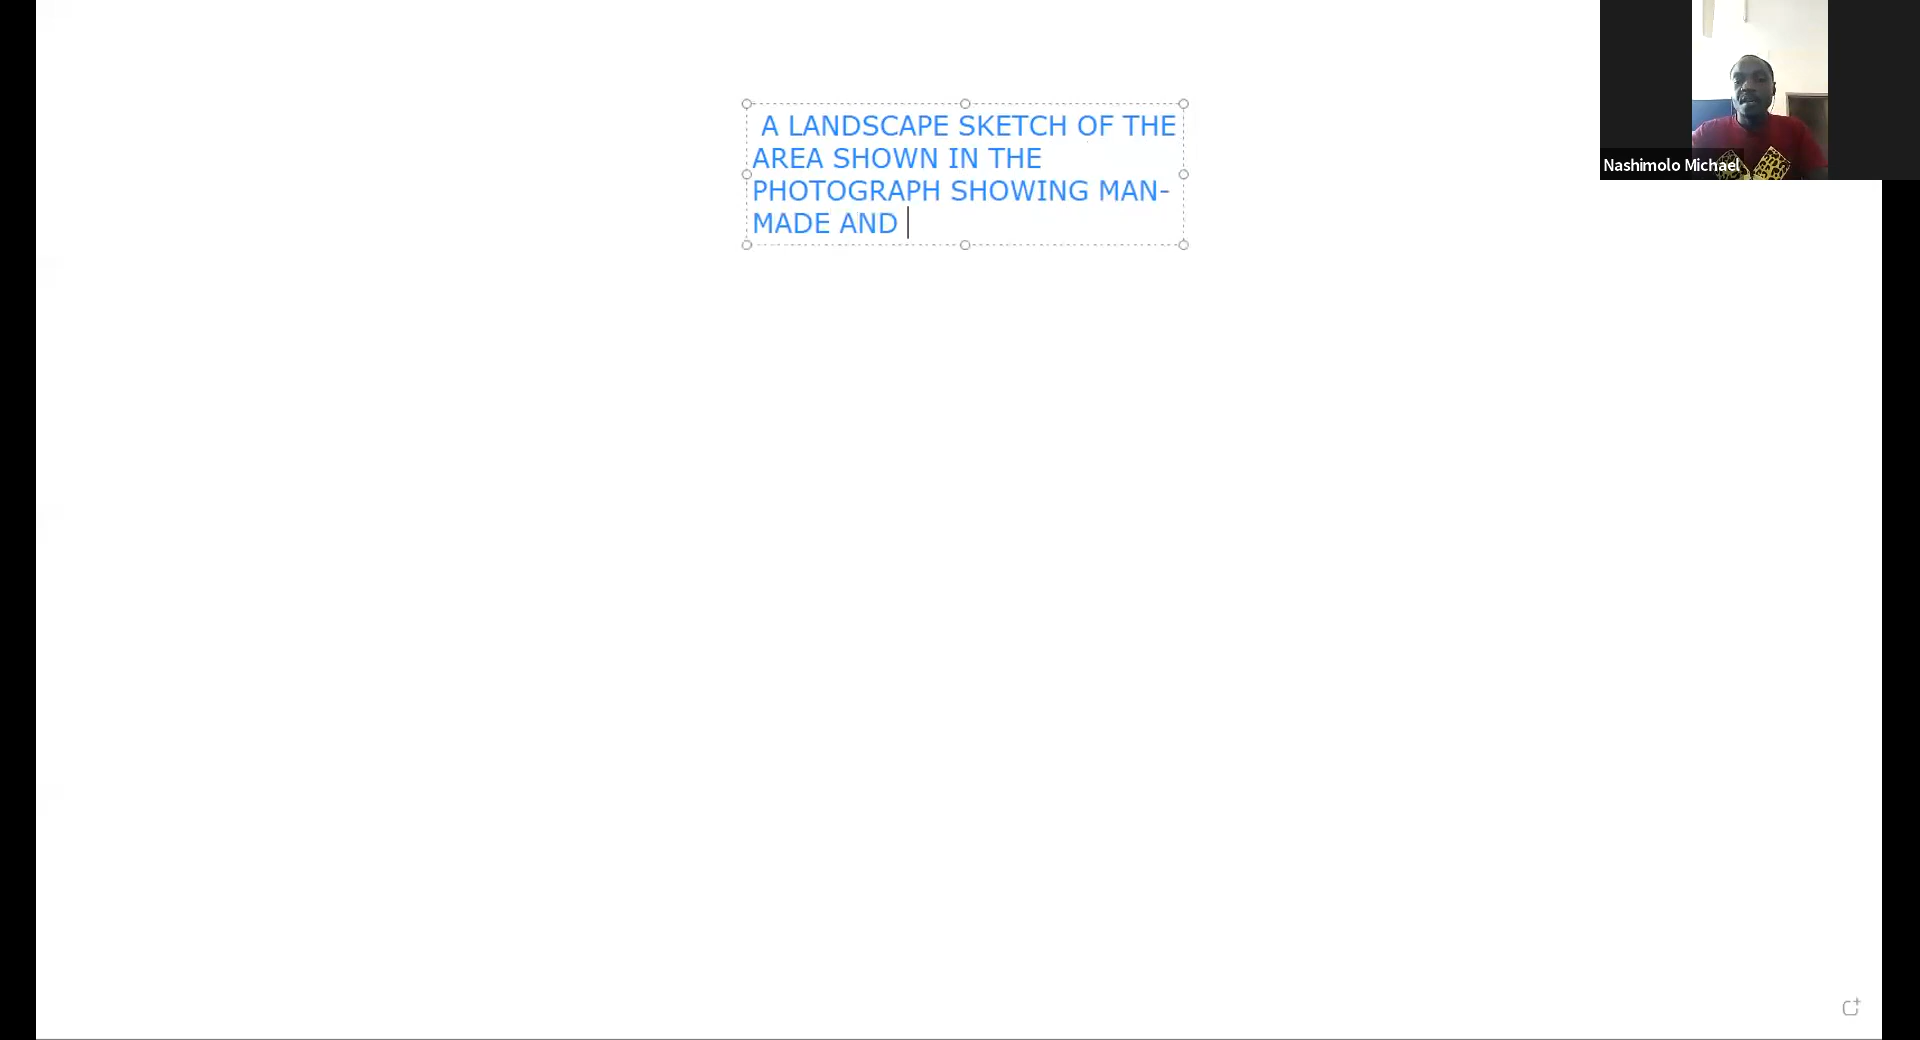 A LANDSCAPE SKETCH OF THE
AREA SHOWN IN THE
PHOTOGRAPH SHOWING MAN-
MADE AND
Nashimolo Michael